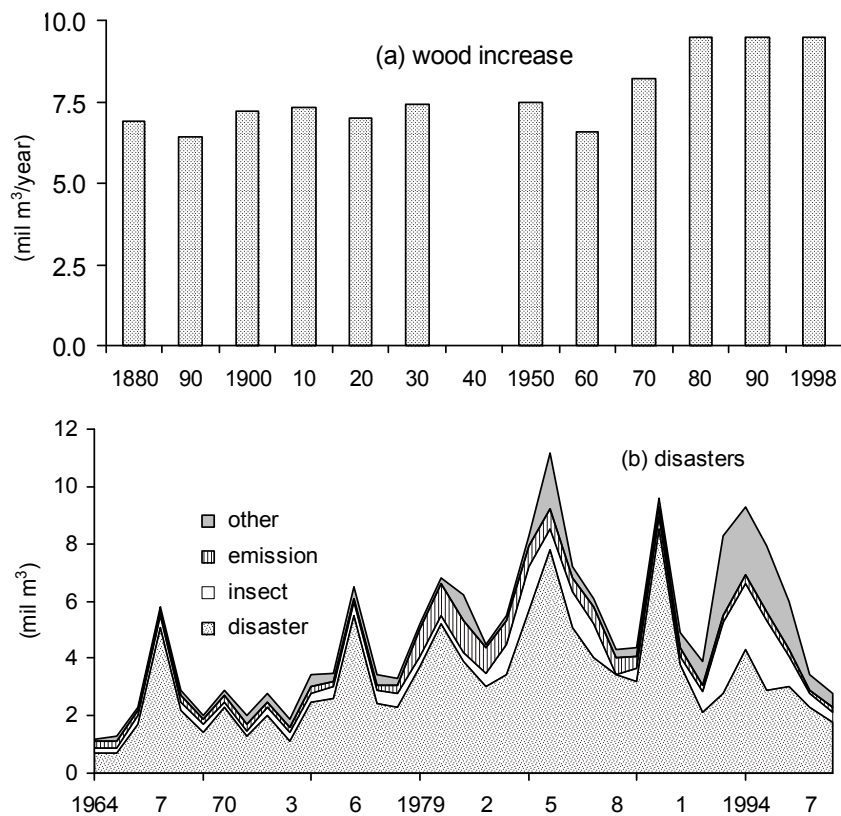 10.0
(a) wood increase
7.5
5.0
2.5
0.0
(mil m³/year)
1880 90 1900 10 20 30 40 1950 60 70 80 90 1998
12
(b) disasters
10
other
8
emission
insect
6
disaster
4
2
0
(mil m³)
1964 7 70 3 6 1979 2 5 8 1 1994 7